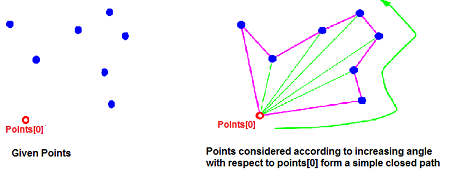 Points[0]
Given Points
Points[0]
Points considered according to increasing angle
with respect to points[0] form a simple closed path